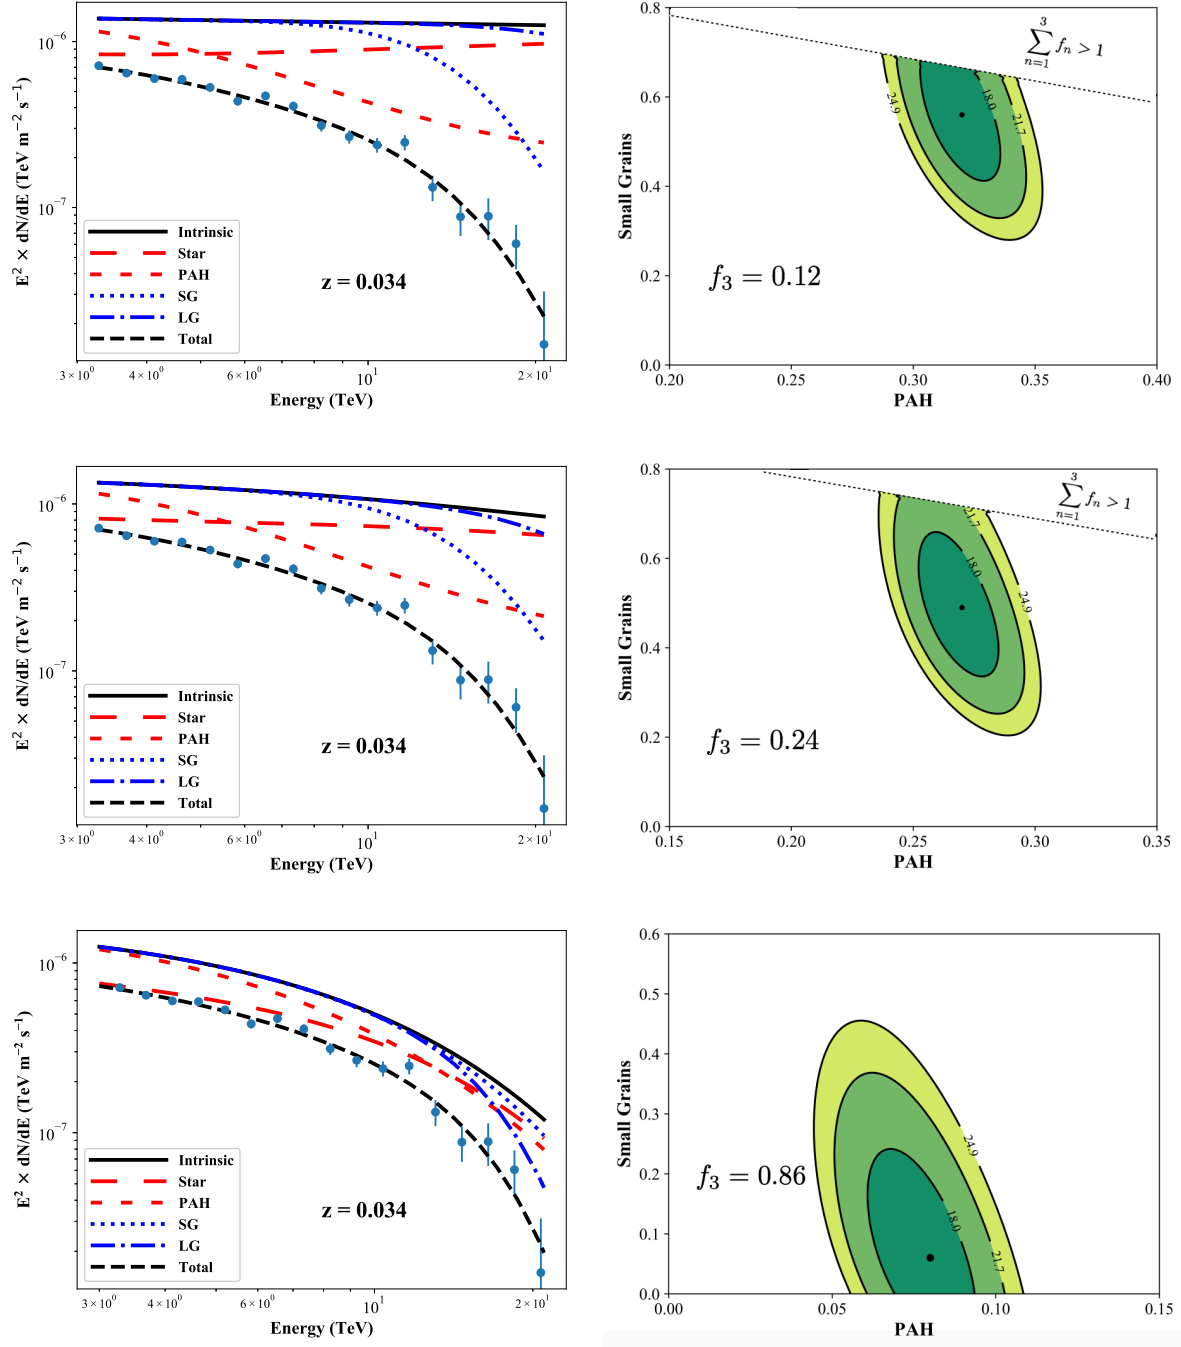 10⁻⁶
10⁻⁷
E² × dN/dE (TeV m⁻² s⁻¹)
Intrinsic
Star
PAH
SG
LG
Total
z = 0.034
3 × 10⁰ 4 × 10⁰ 6 × 10⁰ 10¹ 2 × 10¹
Energy (TeV)
0.8
0.6
0.4
0.2
0.0
Small Grains
∑³ₙ₌₁ fₙ > 1
24.9 18.0 21.7
f₃ = 0.12
0.20 0.25 0.30 0.35 0.40
PAH
10⁻⁶
10⁻⁷
E² × dN/dE (TeV m⁻² s⁻¹)
Intrinsic
Star
PAH
SG
LG
Total
z = 0.034
3 × 10⁰ 4 × 10⁰ 6 × 10⁰ 10¹ 2 × 10¹
Energy (TeV)
0.8
0.6
0.4
0.2
0.0
Small Grains
∑³ₙ₌₁ fₙ > 1
21.7
18.0
24.9
f₃ = 0.24
0.15 0.20 0.25 0.30 0.35
PAH
10⁻⁶
10⁻⁷
E² × dN/dE (TeV m⁻² s⁻¹)
Intrinsic
Star
PAH
SG
LG
Total
z = 0.034
3 × 10⁰ 4 × 10⁰ 6 × 10⁰ 10¹ 2 × 10¹
Energy (TeV)
0.6
0.5
0.4
0.3
0.2
0.1
0.0
Small Grains
24.9
18.0
21.7
f₃ = 0.86
0.00 0.05 0.10 0.15
PAH